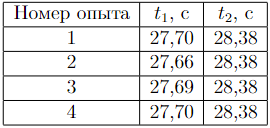 Номер опыта t₁, с t₂, с
1 27,70 28,38
2 27,66 28,38
3 27,69 28,38
4 27,70 28,38